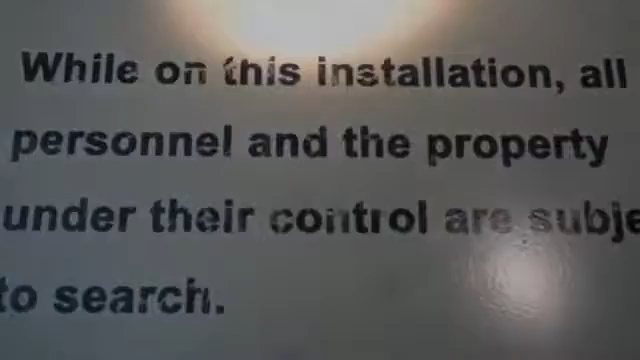 While on this installation, all
personnel and the property
under their control are subje
to search.